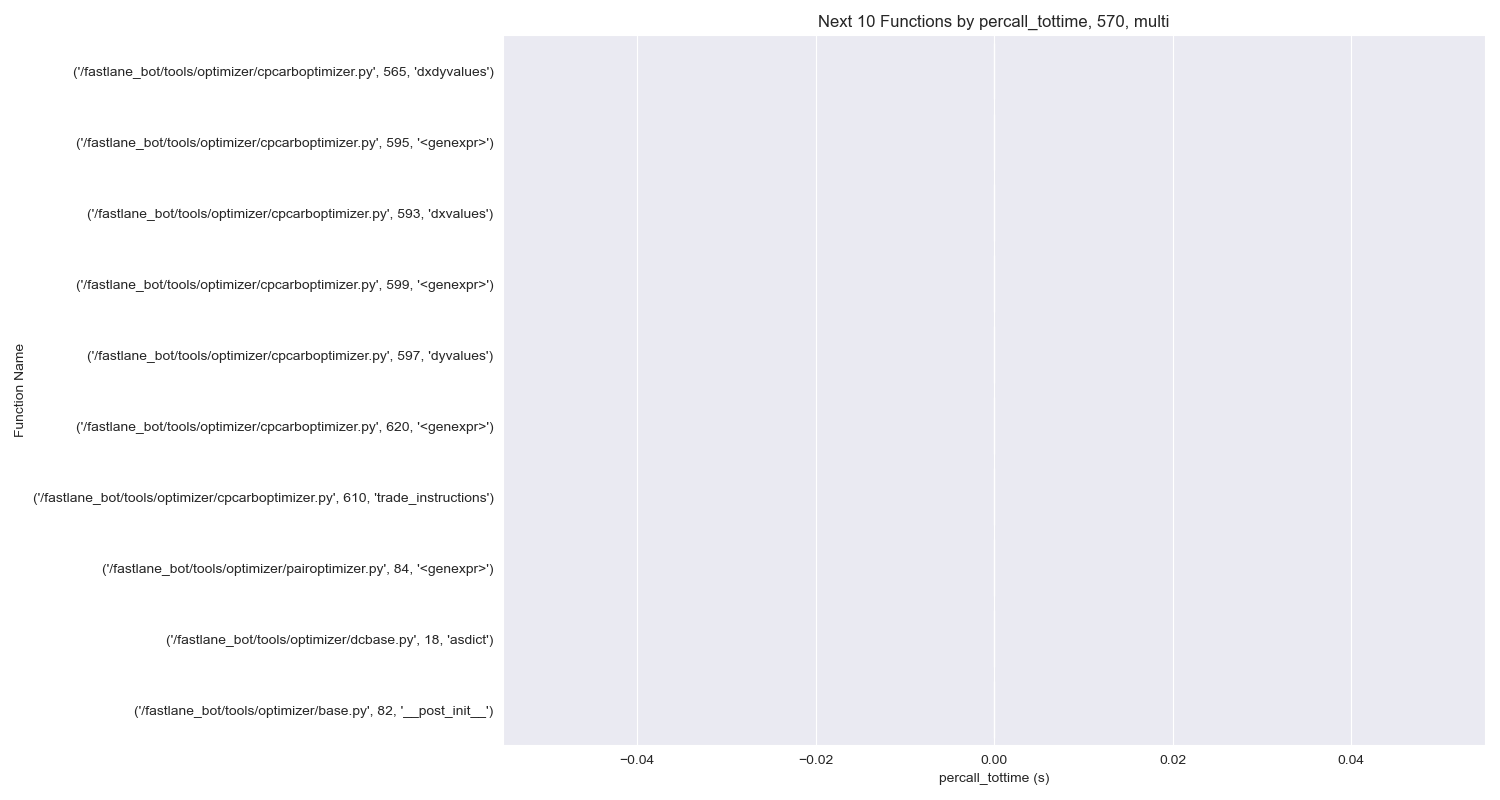 Next 10 Functions by percall_tottime, 570, multi
('/fastlane_bot/tools/optimizer/cpcarboptimizer.py', 565, 'dxdyvalues')
('/fastlane_bot/tools/optimizer/cpcarboptimizer.py', 595, '<genexpr>')
('/fastlane_bot/tools/optimizer/cpcarboptimizer.py', 593, 'dxvalues')
('/fastlane_bot/tools/optimizer/cpcarboptimizer.py', 599, '<genexpr>')
('/fastlane_bot/tools/optimizer/cpcarboptimizer.py', 597, 'dyvalues')
('/fastlane_bot/tools/optimizer/cpcarboptimizer.py', 620, '<genexpr>')
('/fastlane_bot/tools/optimizer/cpcarboptimizer.py', 610, 'trade_instructions')
('/fastlane_bot/tools/optimizer/pairoptimizer.py', 84, '<genexpr>')
('/fastlane_bot/tools/optimizer/dcbase.py', 18, 'asdict')
('/fastlane_bot/tools/optimizer/base.py', 82, '__post_init__')
Function Name
−0.04 −0.02 0.00 0.02 0.04
percall_tottime (s)